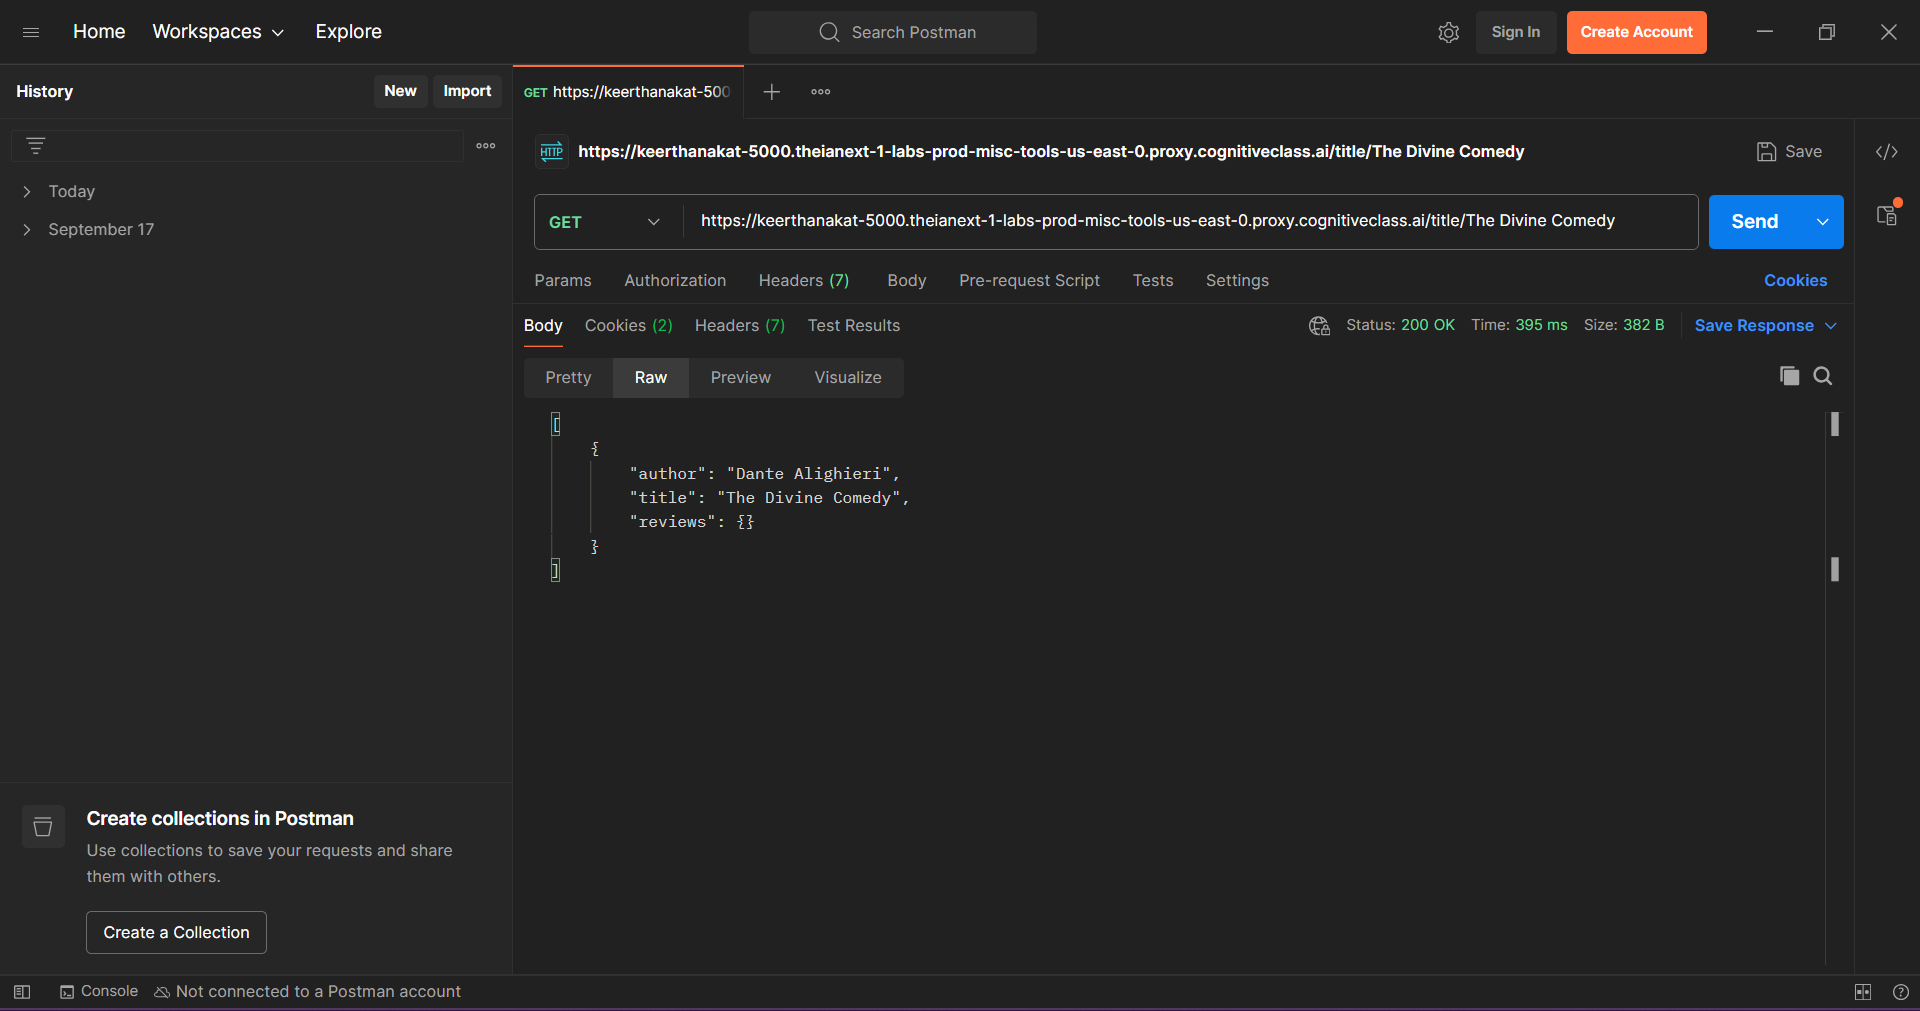 Home Workspaces Explore Search Postman Sign In Create Account
History New Import
GET https://keerthanakat-500
HTTP https://keerthanakat-5000.theianext-1-labs-prod-misc-tools-us-east-0.proxy.cognitiveclass.ai/title/The Divine Comedy Save
Today
September 17
GET https://keerthanakat-5000.theianext-1-labs-prod-misc-tools-us-east-0.proxy.cognitiveclass.ai/title/The Divine Comedy Send
Params Authorization Headers (7) Body Pre-request Script Tests Settings Cookies
Body Cookies (2) Headers (7) Test Results Status: 200 OK Time: 395 ms Size: 382 B Save Response
Pretty Raw Preview Visualize
[
{
"author": "Dante Alighieri",
"title": "The Divine Comedy",
"reviews": {}
}
]
Create collections in Postman
Use collections to save your requests and share
them with others.
Create a Collection
Console Not connected to a Postman account